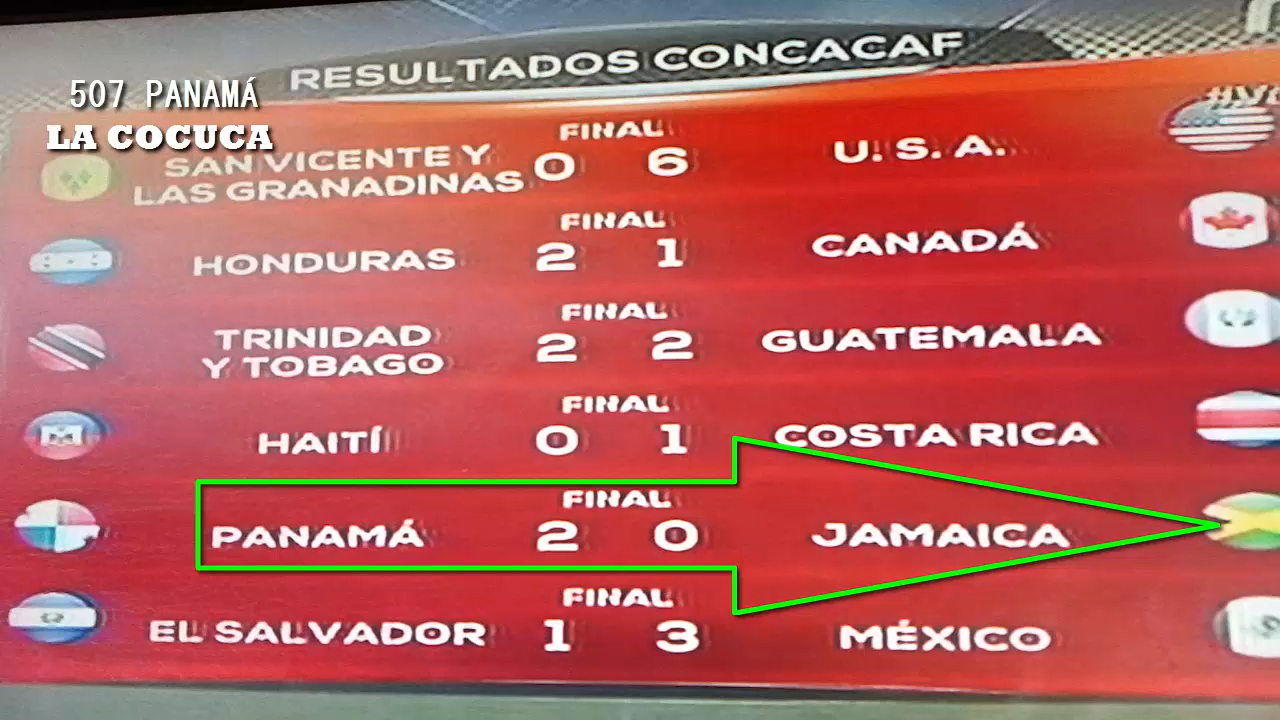 RESULTADOS CONCACAF
507 PANAMÁ
LA COCUCA
FINAL
SAN VICENTE Y
LAS GRANADINAS 0 6 U. S. A.
FINAL
HONDURAS 2 1 CANADÁ
FINAL
TRINIDAD
Y TOBAGO 2 2 GUATEMALA
FINAL
HAITÍ 0 1 COSTA RICA
FINAL
PANAMÁ 2 0 JAMAICA
FINAL
EL SALVADOR 1 3 MÉXICO